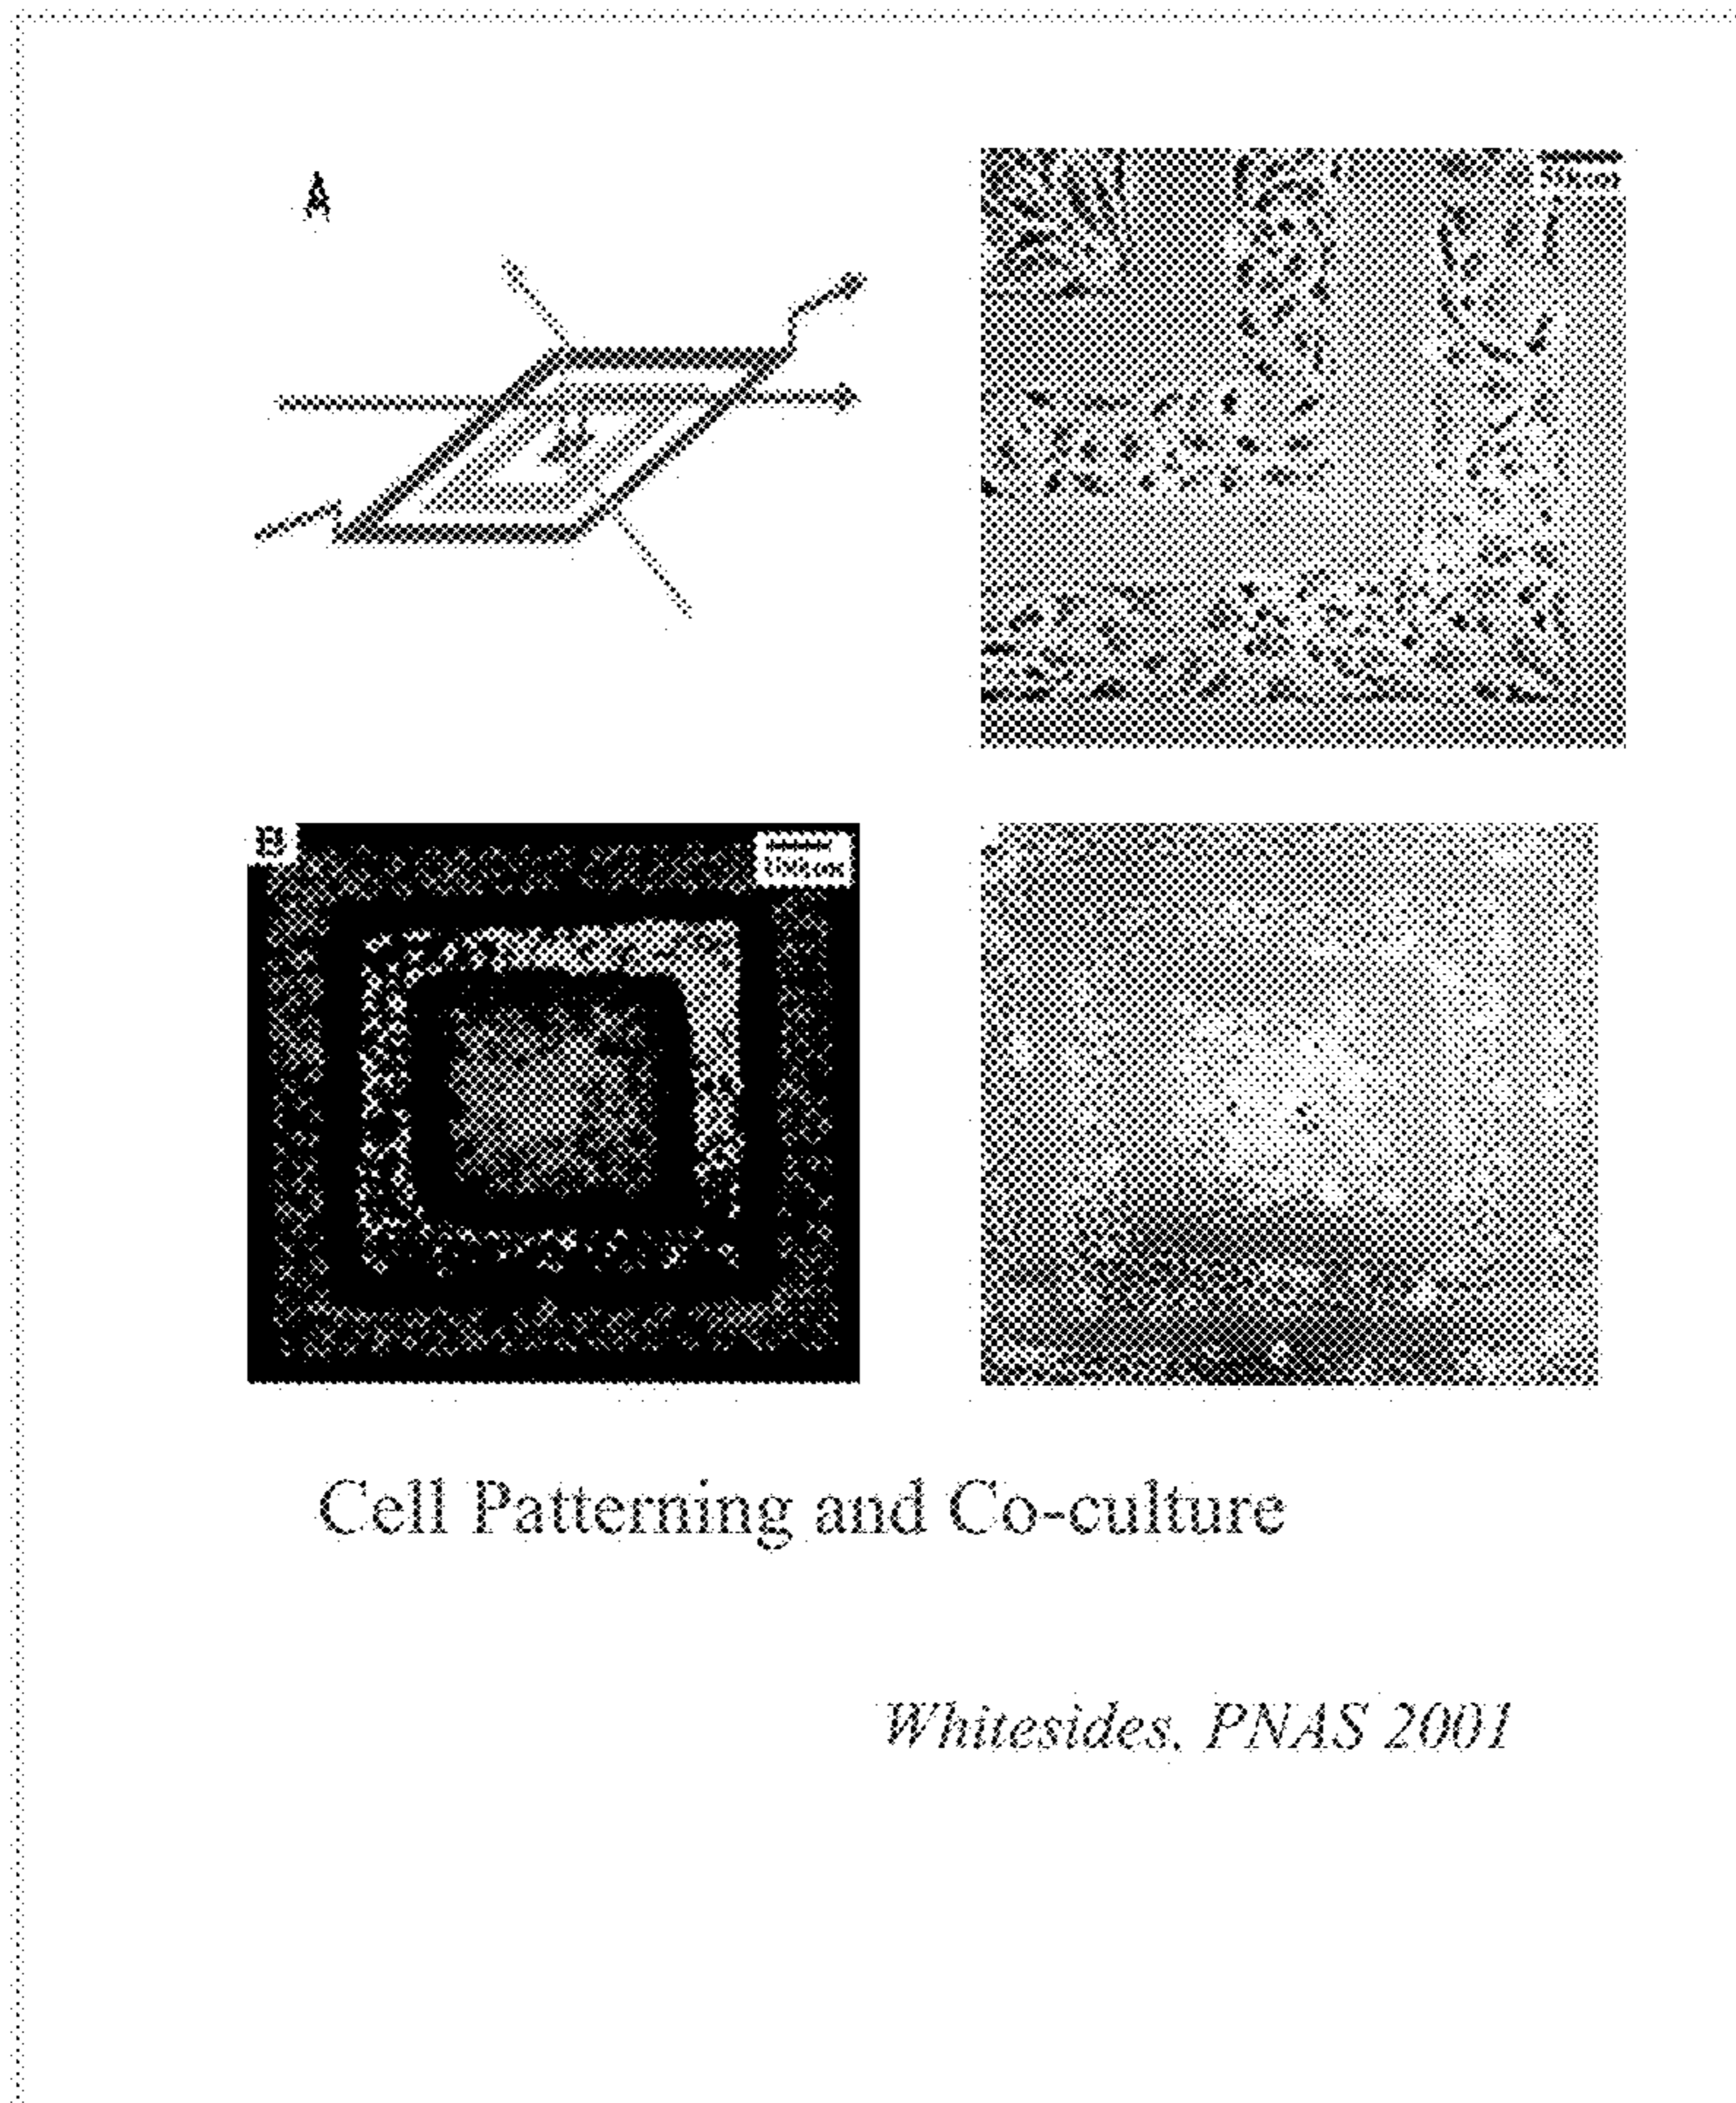 A
B
Cell Patterning and Co-culture
Whitesides, PNAS 2001